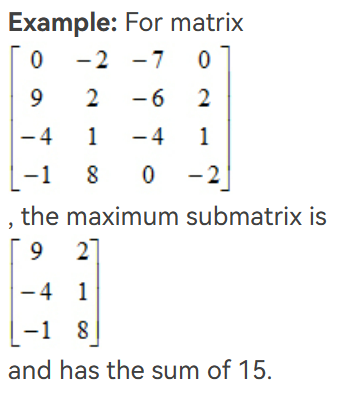 Example: For matrix
0 -2 -7 0
9 2 -6 2
-4 1 -4 1
-1 8 0 -2
, the maximum submatrix is
9 2
-4 1
-1 8
and has the sum of 15.